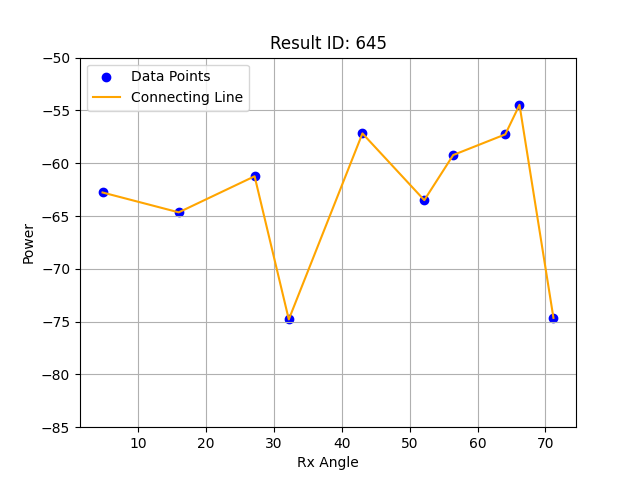 Result ID: 645
Data Points
Connecting Line
−50
−55
−60
−65
−70
−75
−80
−85
Power
10 20 30 40 50 60 70
Rx Angle